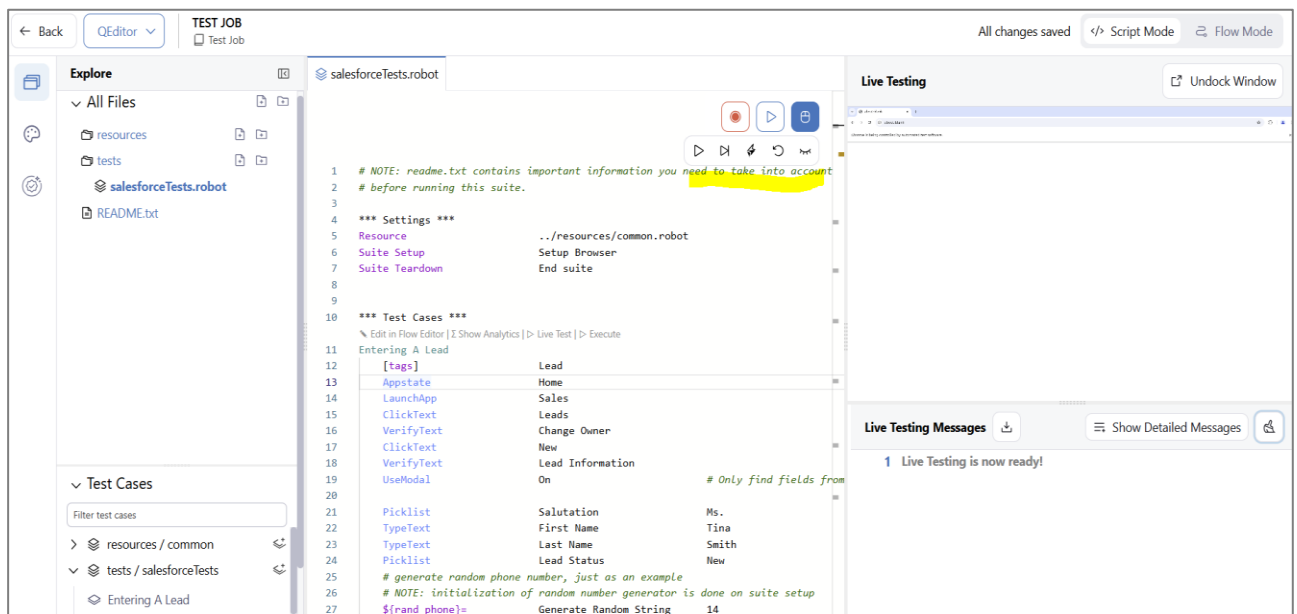 ← Back
QEditor
TEST JOB
Test Job
All changes saved
</> Script Mode
Flow Mode
Explore
All Files
resources
tests
salesforceTests.robot
README.txt
Test Cases
Filter test cases
resources / common
tests / salesforceTests
Entering A Lead
salesforceTests.robot
1 # NOTE: readme.txt contains important information you need to take into account
2 # before running this suite.
3
4 *** Settings ***
5 Resource ../resources/common.robot
6 Suite Setup Setup Browser
7 Suite Teardown End suite
8
9
10 *** Test Cases ***
Edit in Flow Editor | Σ Show Analytics | ▷ Live Test | ▷ Execute
11 Entering A Lead
12 [tags] Lead
13 Appstate Home
14 LaunchApp Sales
15 ClickText Leads
16 VerifyText Change Owner
17 ClickText New
18 VerifyText Lead Information
19 UseModal On # Only find fields from
20
21 Picklist Salutation Ms.
22 TypeText First Name Tina
23 TypeText Last Name Smith
24 Picklist Lead Status New
25 # generate random phone number, just as an example
26 # NOTE: initialization of random number generator is done on suite setup
27 ${rand_phone}= Generate Random String 14
Live Testing
Undock Window
Live Testing Messages
Show Detailed Messages
1 Live Testing is now ready!